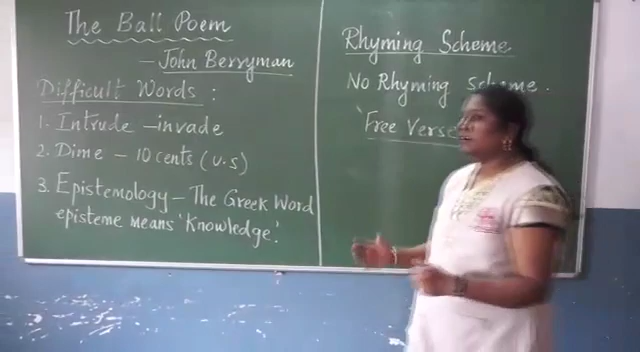 The Ball Poem
– John Berryman
Difficult Words :
1. Intrude – invade
2. Dime – 10 cents (U.S)
3. Epistemology – The Greek Word
episteme means 'Knowledge'.
Rhyming Scheme
No Rhyming Scheme.
'Free Verse